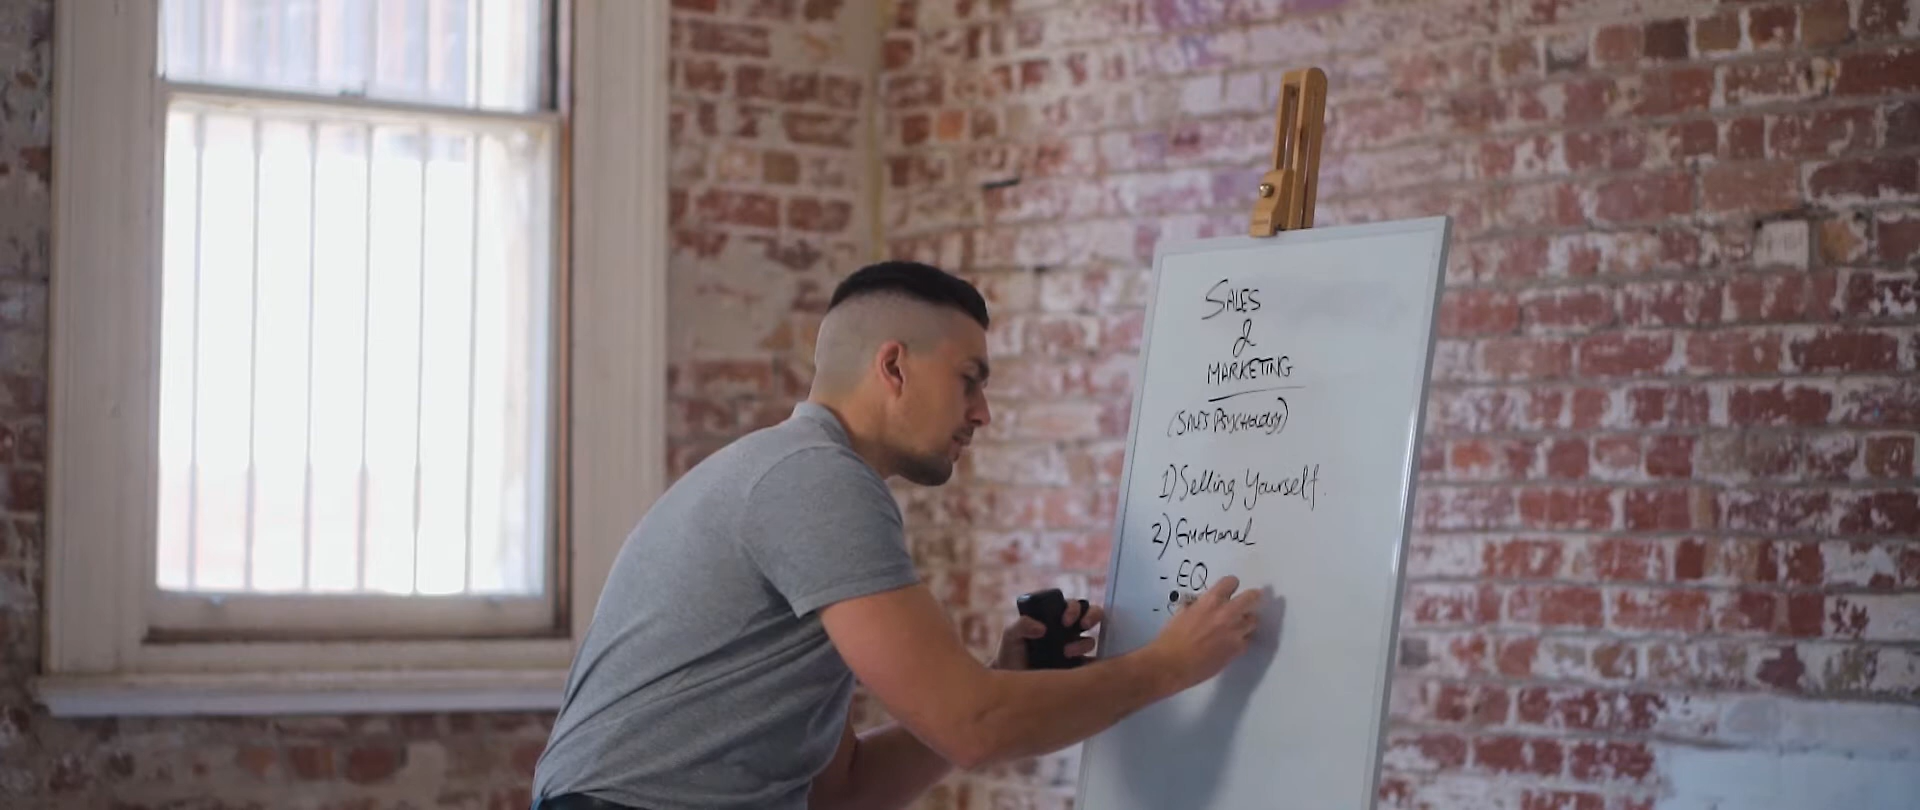 SALES
&
MARKETING
(SALES PSYCHOLOGY)
1) Selling Yourself.
2) Emotional
- EQ
-